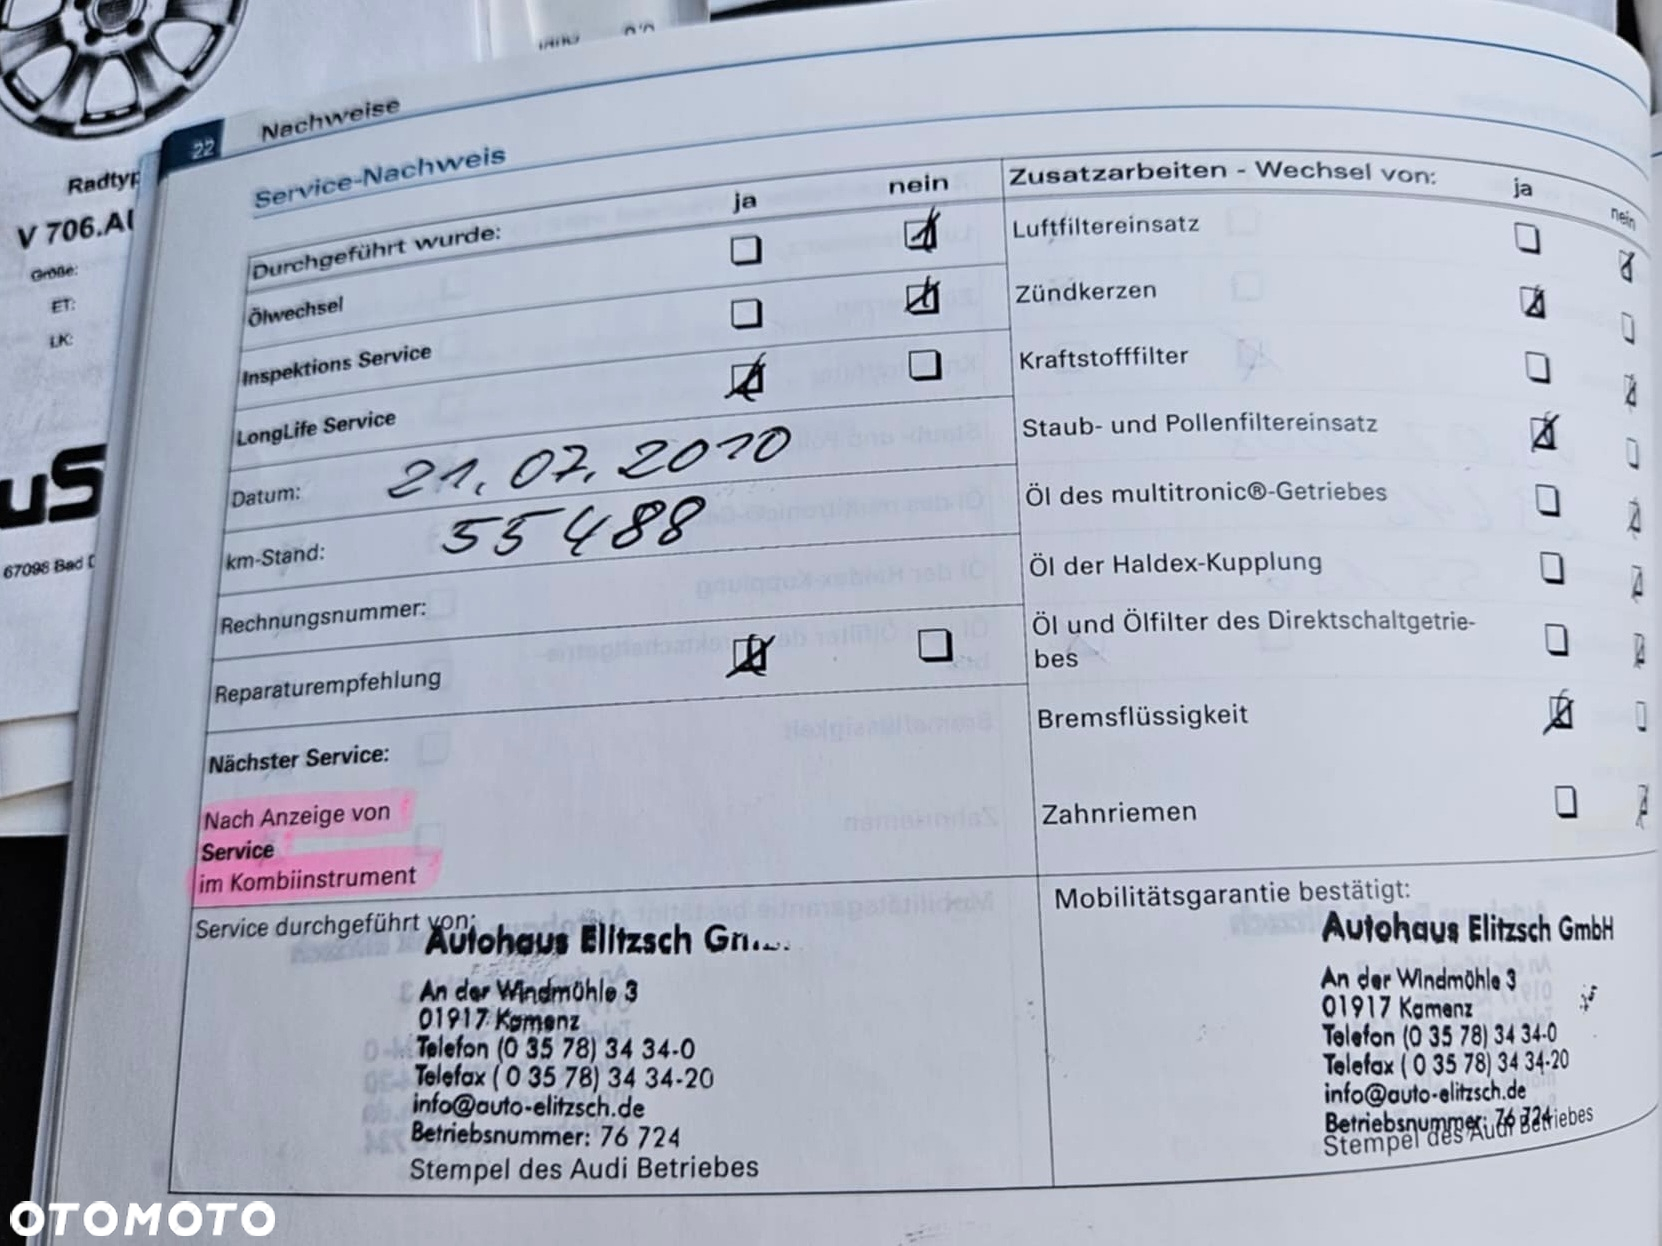 22
Nachweise
Service-Nachweis
Durchgeführt wurde:
ja
nein
Ölwechsel
Inspektions Service
LongLife Service
Datum: 21.07.2010
km-Stand: 55488
Rechnungsnummer:
Reparaturempfehlung
Nächster Service:
Nach Anzeige von
Service
im Kombiinstrument
Service durchgeführt von:
Autohaus Elitzsch
An der Windmühle 3
01917 Kamenz
Telefon (0 35 78) 34 34-0
Telefax ( 0 35 78) 34 34-20
info@auto-elitzsch.de
Betriebsnummer: 76 724
Stempel des Audi Betriebes
Zusatzarbeiten - Wechsel von:
ja
nein
Luftfiltereinsatz
Zündkerzen
Kraftstofffilter
Staub- und Pollenfiltereinsatz
Öl des multitronic®-Getriebes
Öl der Haldex-Kupplung
Öl und Ölfilter des Direktschaltgetrie-
bes
Bremsflüssigkeit
Zahnriemen
Mobilitätsgarantie bestätigt:
Autohaus Elitzsch GmbH
An der Windmühle 3
01917 Kamenz
Telefon (0 35 78) 34 34-0
Telefax ( 0 35 78) 34 34-20
info@auto-elitzsch.de
Betriebsnummer: 76 724
Stempel des Audi Betriebes
Radtyp
V 706.
Größe:
ET:
LK:
uS
67098 Bad
OTOMOTO